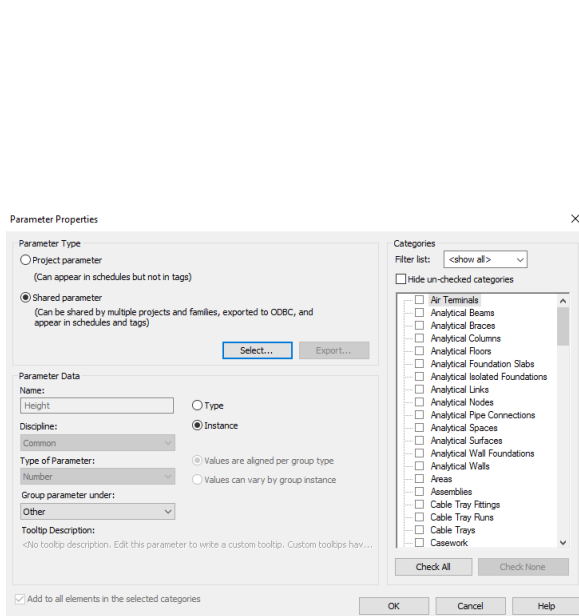 Parameter Properties
Parameter Type
Project parameter
(Can appear in schedules but not in tags)
Shared parameter
(Can be shared by multiple projects and families, exported to ODBC, and
appear in schedules and tags)
Select...
Export...
Parameter Data
Name:
Height
Type
Discipline:
Instance
Common
Type of Parameter:
Values are aligned per group type
Number
Values can vary by group instance
Group parameter under:
Other
Tooltip Description:
<No tooltip description. Edit this parameter to write a custom tooltip. Custom tooltips hav...
Add to all elements in the selected categories
Categories
Filter list:
<show all>
Hide un-checked categories
Air Terminals
Analytical Beams
Analytical Braces
Analytical Columns
Analytical Floors
Analytical Foundation Slabs
Analytical Isolated Foundations
Analytical Links
Analytical Nodes
Analytical Pipe Connections
Analytical Spaces
Analytical Surfaces
Analytical Wall Foundations
Analytical Walls
Areas
Assemblies
Cable Tray Fittings
Cable Tray Runs
Cable Trays
Casework
Check All
Check None
OK
Cancel
Help